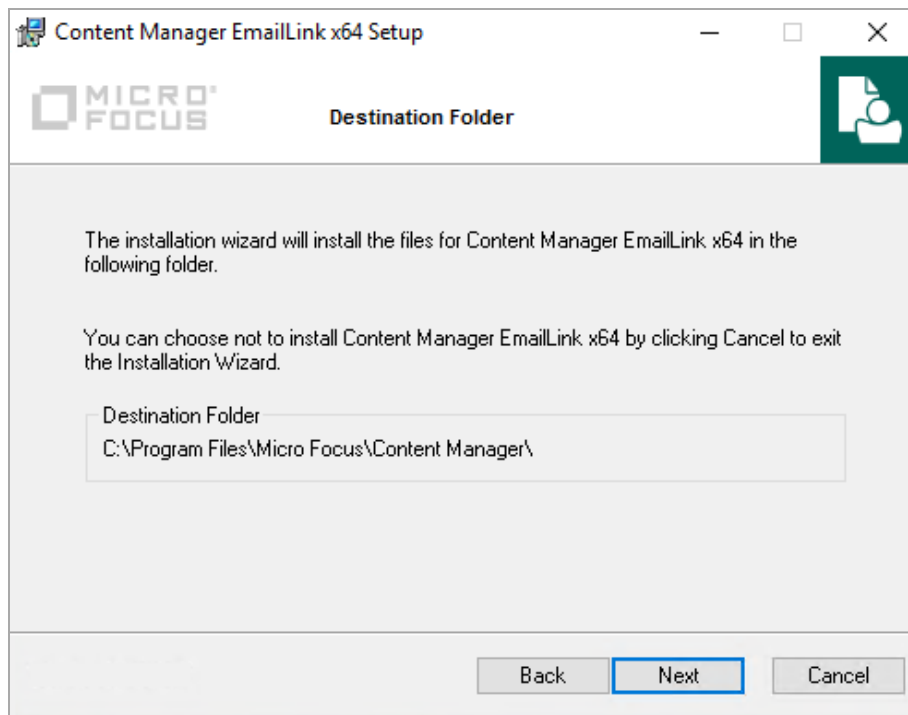 Content Manager EmailLink x64 Setup
MICRO
FOCUS
Destination Folder
The installation wizard will install the files for Content Manager EmailLink x64 in the
following folder.
You can choose not to install Content Manager EmailLink x64 by clicking Cancel to exit
the Installation Wizard.
Destination Folder
C:\Program Files\Micro Focus\Content Manager\
Back Next Cancel